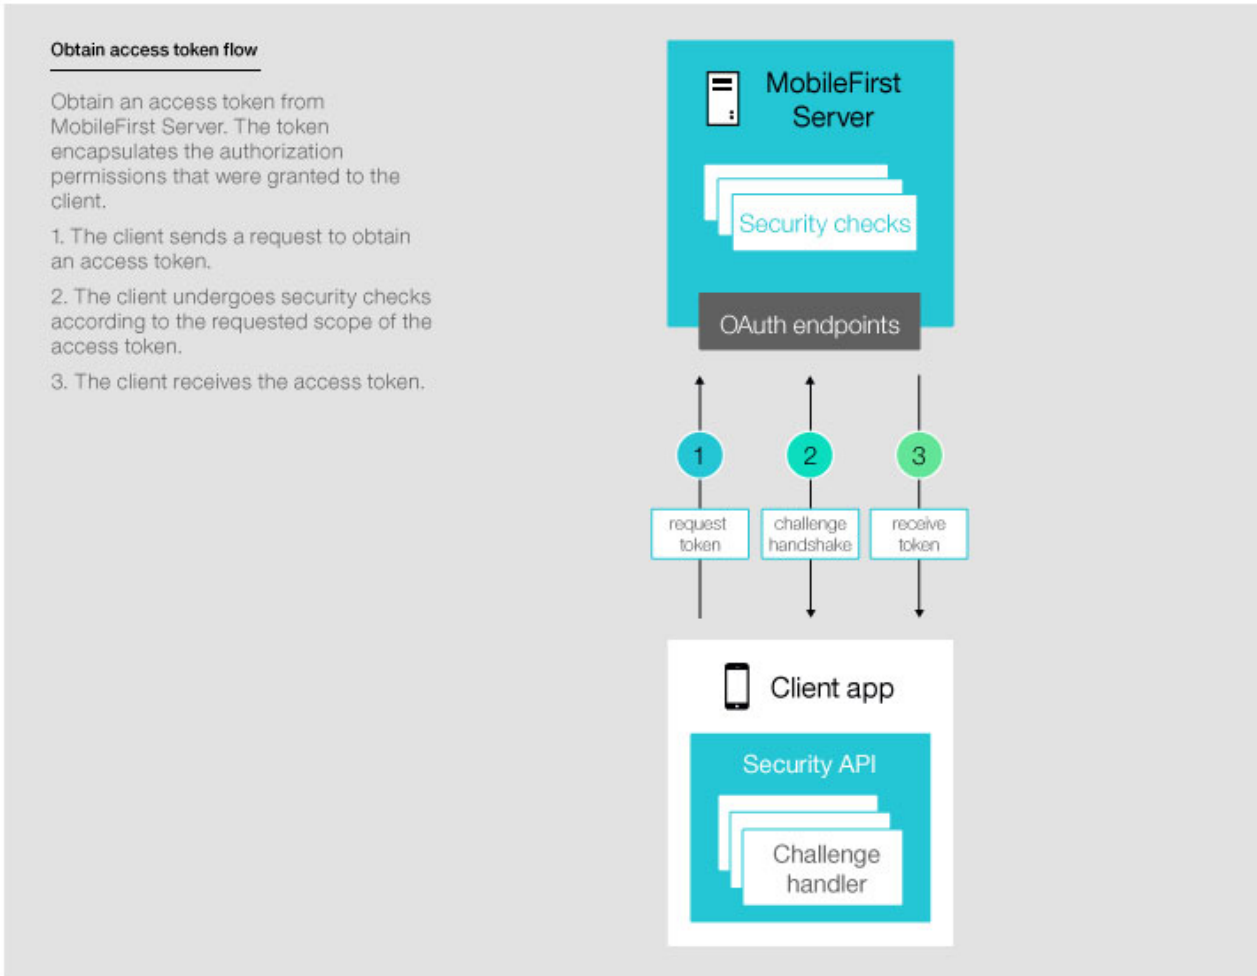 Obtain access token flow
Obtain an access token from
MobileFirst Server. The token
encapsulates the authorization
permissions that were granted to the
client.
1. The client sends a request to obtain
an access token.
2. The client undergoes security checks
according to the requested scope of the
access token.
3. The client receives the access token.
MobileFirst
Server
Security checks
OAuth endpoints
1
2
3
request
token
challenge
handshake
receive
token
Client app
Security API
Challenge
handler